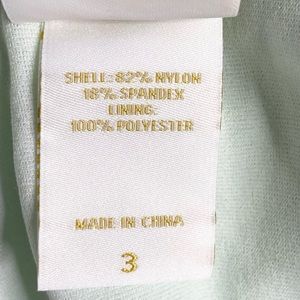 SHELL: 82% NYLON
18% SPANDEX
LINING:
100% POLYESTER
MADE IN CHINA
3